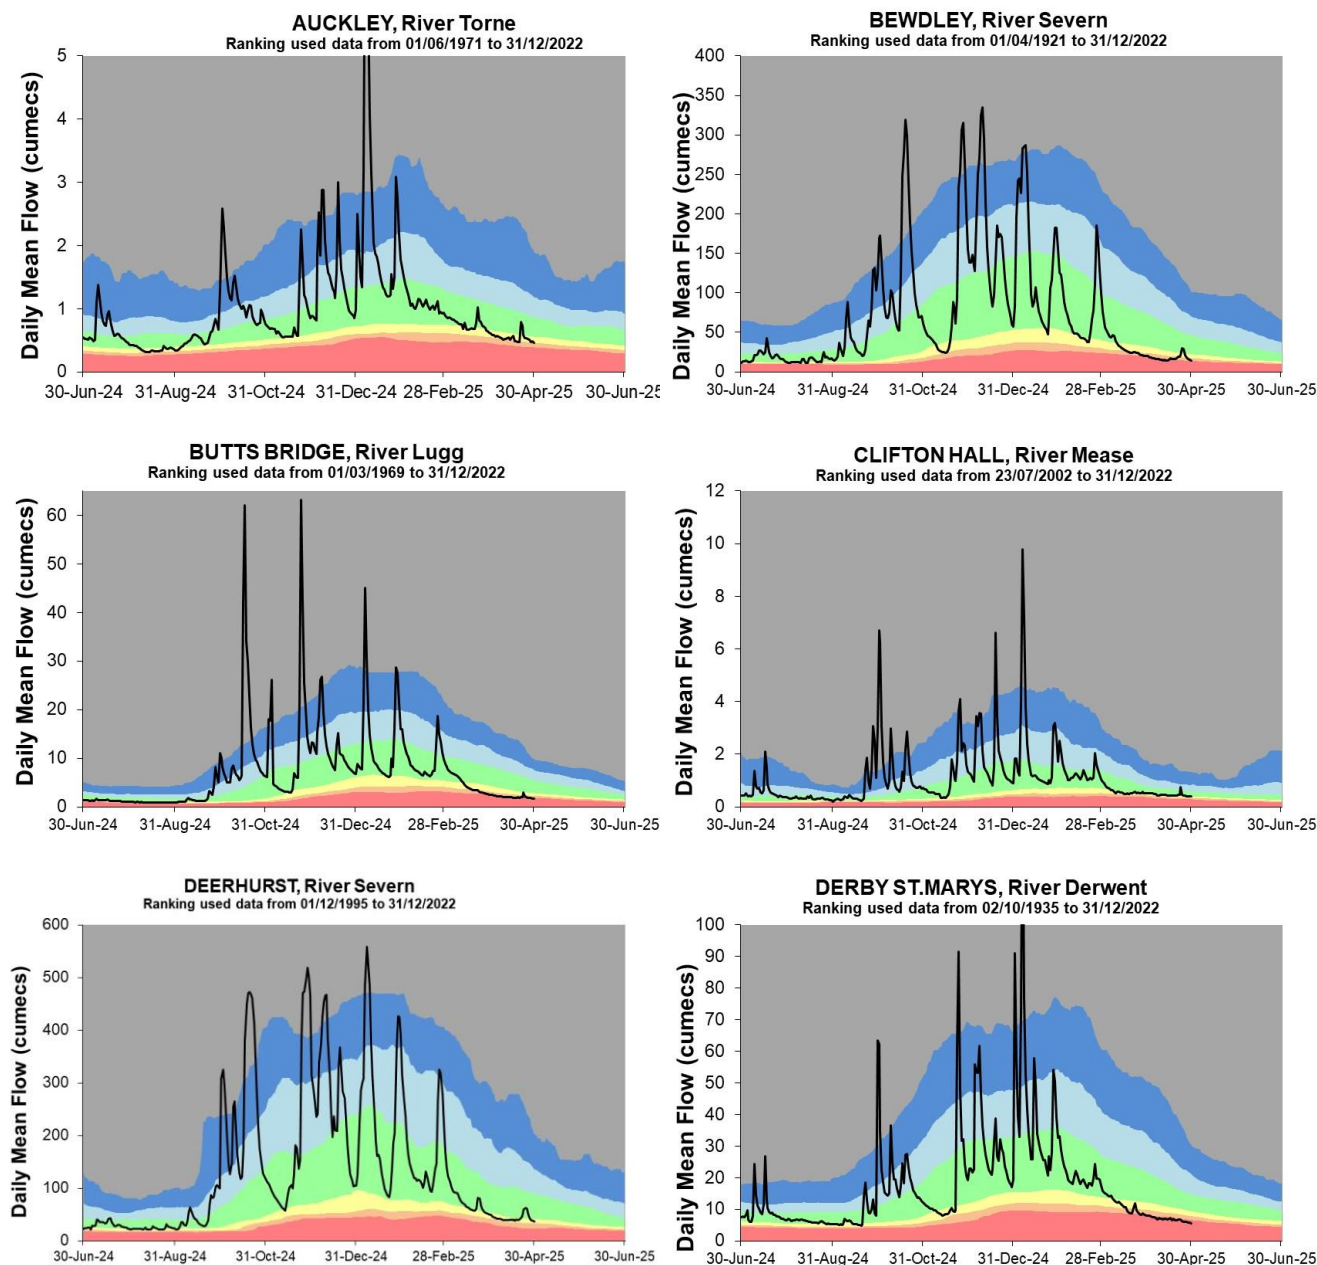 AUCKLEY, River Torne
Ranking used data from 01/06/1971 to 31/12/2022
Daily Mean Flow (cumecs)
5
4
3
2
1
0
30-Jun-24 31-Aug-24 31-Oct-24 31-Dec-24 28-Feb-25 30-Apr-25 30-Jun-25
BEWDLEY, River Severn
Ranking used data from 01/04/1921 to 31/12/2022
Daily Mean Flow (cumecs)
400
350
300
250
200
150
100
50
0
30-Jun-24 31-Aug-24 31-Oct-24 31-Dec-24 28-Feb-25 30-Apr-25 30-Jun-25
BUTTS BRIDGE, River Lugg
Ranking used data from 01/03/1969 to 31/12/2022
Daily Mean Flow (cumecs)
60
50
40
30
20
10
0
30-Jun-24 31-Aug-24 31-Oct-24 31-Dec-24 28-Feb-25 30-Apr-25 30-Jun-25
CLIFTON HALL, River Mease
Ranking used data from 23/07/2002 to 31/12/2022
Daily Mean Flow (cumecs)
12
10
8
6
4
2
0
30-Jun-24 31-Aug-24 31-Oct-24 31-Dec-24 28-Feb-25 30-Apr-25 30-Jun-25
DEERHURST, River Severn
Ranking used data from 01/12/1995 to 31/12/2022
Daily Mean Flow (cumecs)
600
500
400
300
200
100
0
30-Jun-24 31-Aug-24 31-Oct-24 31-Dec-24 28-Feb-25 30-Apr-25 30-Jun-25
DERBY ST.MARYS, River Derwent
Ranking used data from 02/10/1935 to 31/12/2022
Daily Mean Flow (cumecs)
100
90
80
70
60
50
40
30
20
10
0
30-Jun-24 31-Aug-24 31-Oct-24 31-Dec-24 28-Feb-25 30-Apr-25 30-Jun-25